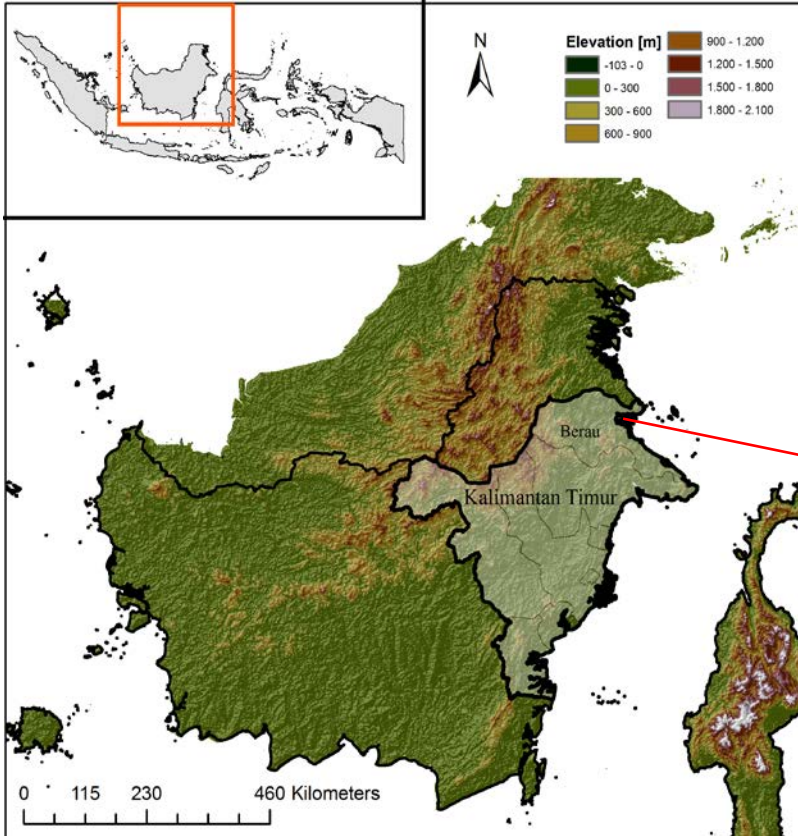 N
Elevation [m]
-103 - 0
0 - 300
300 - 600
600 - 900
900 - 1.200
1.200 - 1.500
1.500 - 1.800
1.800 - 2.100
Berau
Kalimantan Timur
0 115 230 460 Kilometers